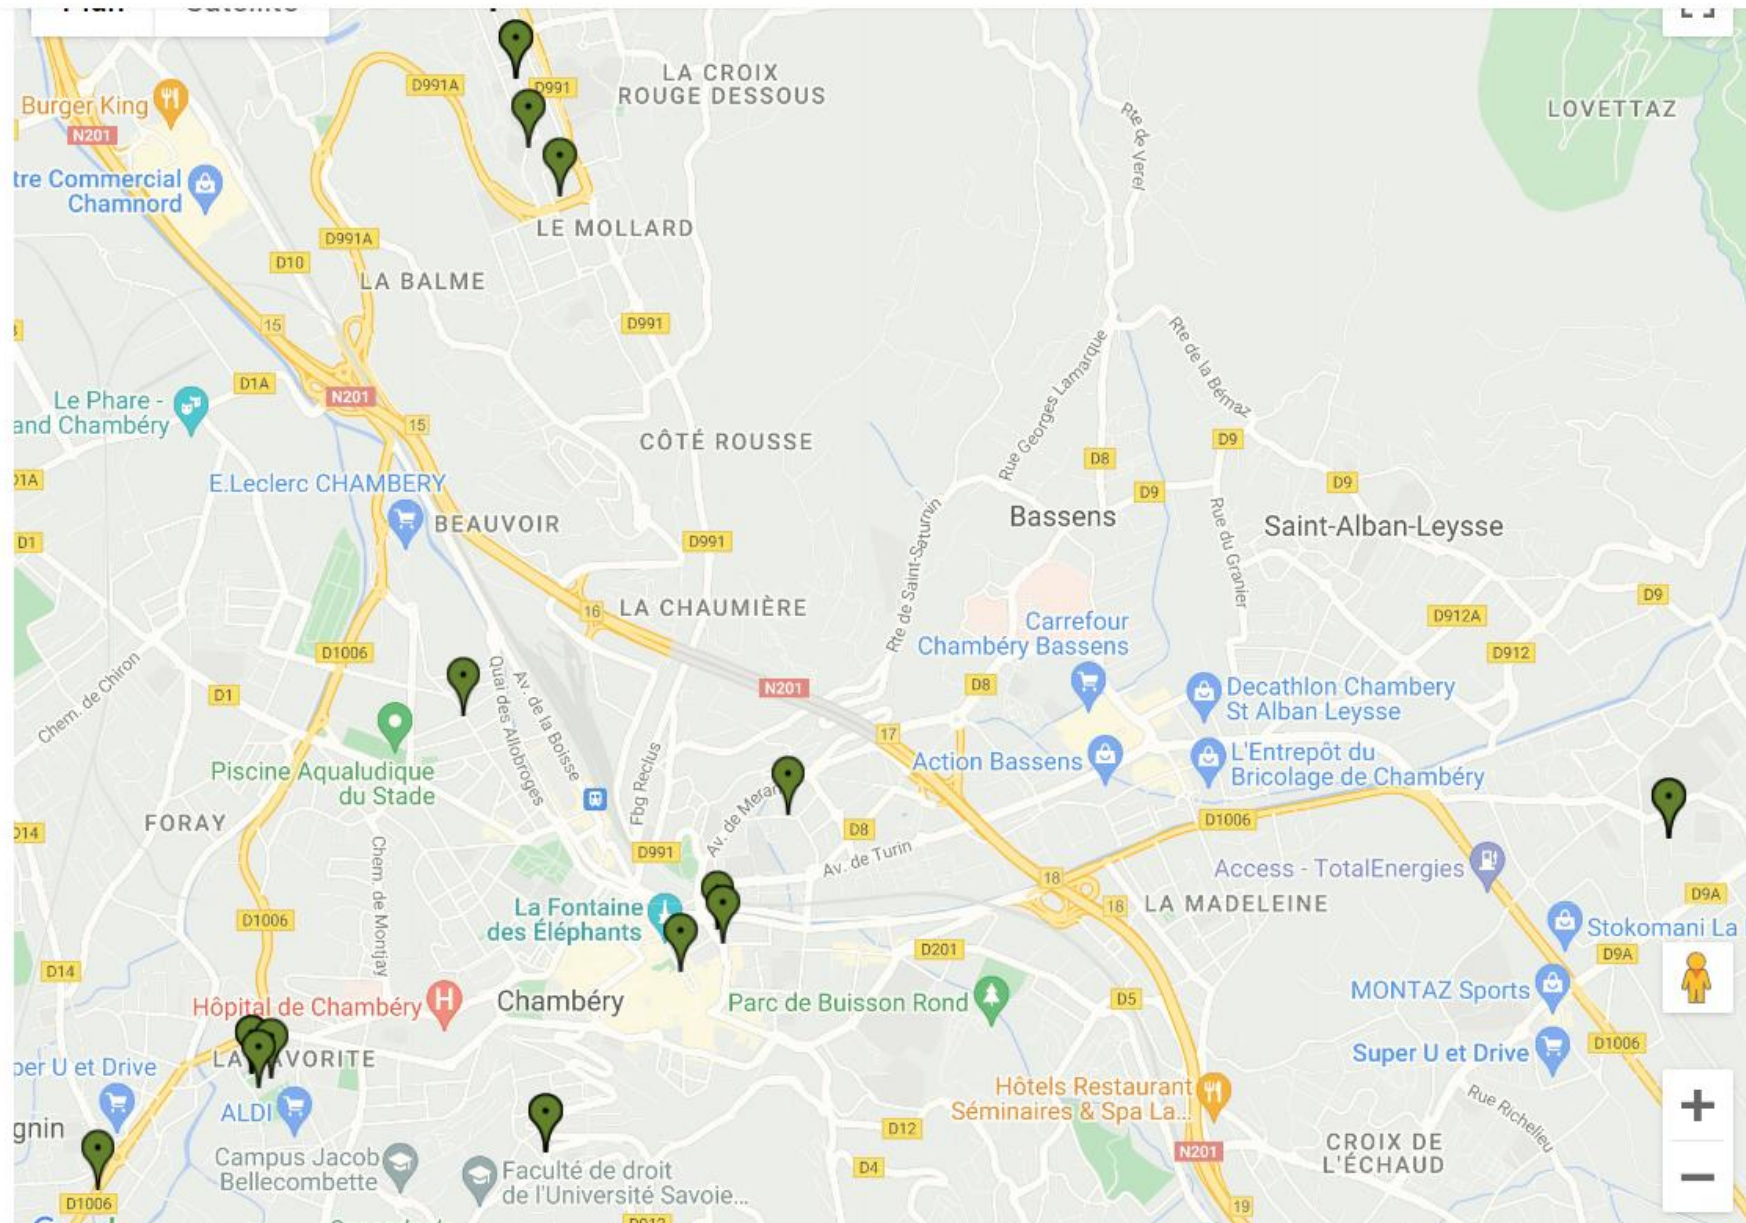 Plan
Satellite
D991A
D991
LA CROIX
ROUGE DESSOUS
LOVETTAZ
Burger King
N201
Rte de Verel
tre Commercial
Chamnord
LE MOLLARD
D991A
D10
LA BALME
15
D991
Rue Georges Lamarque
Rte de la Bémaz
D1A
N201
Le Phare -
and Chambéry
15
CÔTÉ ROUSSE
D8
D9
D9
D9
01A
E.Leclerc CHAMBERY
BEAUVOIR
Bassens
Saint-Alban-Leysse
Rte de Saint-Saturnin
Rue du Granier
D1
D991
16
LA CHAUMIÈRE
Carrefour
Chambéry Bassens
D9
D912A
D912
D1006
Chem. de Chiron
D1
Quai des Allobroges
Av. de la Boisse
N201
D8
Decathlon Chambery
St Alban Leysse
17
Action Bassens
L'Entrepôt du
Bricolage de Chambéry
Piscine Aqualudique
du Stade
Fbg Reclus
Av. de Meran
FORAY
D14
D991
D8
Av. de Turin
D1006
Chem. de Montjay
Access - TotalEnergies
18
18
LA MADELEINE
D9A
D1006
La Fontaine
des Éléphants
Stokomani La
D201
D9A
D14
Hôpital de Chambéry
Chambéry
Parc de Buisson Rond
D5
MONTAZ Sports
LA
AVORITE
Super U et Drive
D1006
per U et Drive
ALDI
Hôtels Restaurant
Séminaires & Spa La...
Rue Richelieu
gnin
D12
N201
CROIX DE
L'ÉCHAUD
Campus Jacob
Bellecombette
Faculté de droit
de l'Université Savoie...
D4
D1006
19